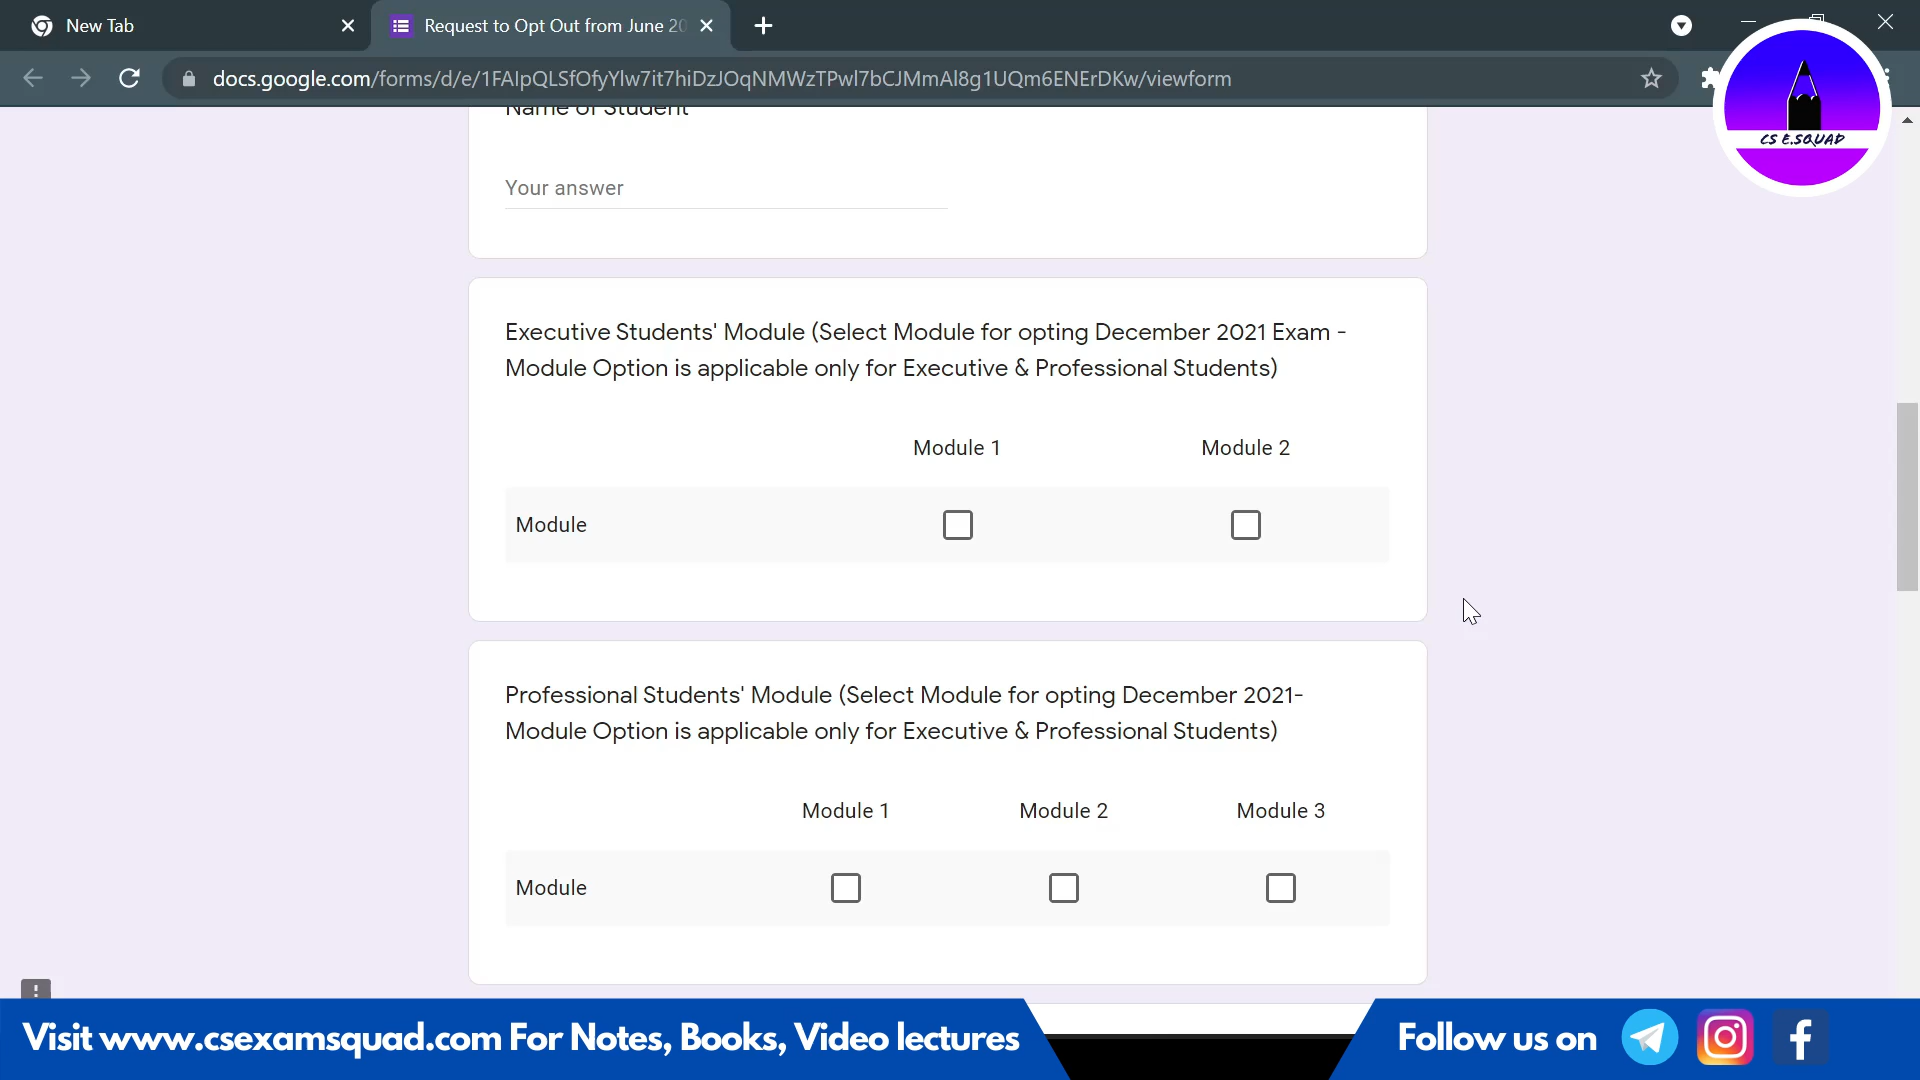 New Tab
Request to Opt Out from June 20
docs.google.com/forms/d/e/1FAIpQLSfOfyYlw7it7hiDzJOqNMWzTPwl7bCJMmAl8g1UQm6ENErDKw/viewform
CS E.SQUAD
Name of Student
Your answer
Executive Students' Module (Select Module for opting December 2021 Exam -
Module Option is applicable only for Executive & Professional Students)
Module 1 Module 2
Module
Professional Students' Module (Select Module for opting December 2021-
Module Option is applicable only for Executive & Professional Students)
Module 1 Module 2 Module 3
Module
Visit www.csexamsquad.com For Notes, Books, Video lectures
Follow us on